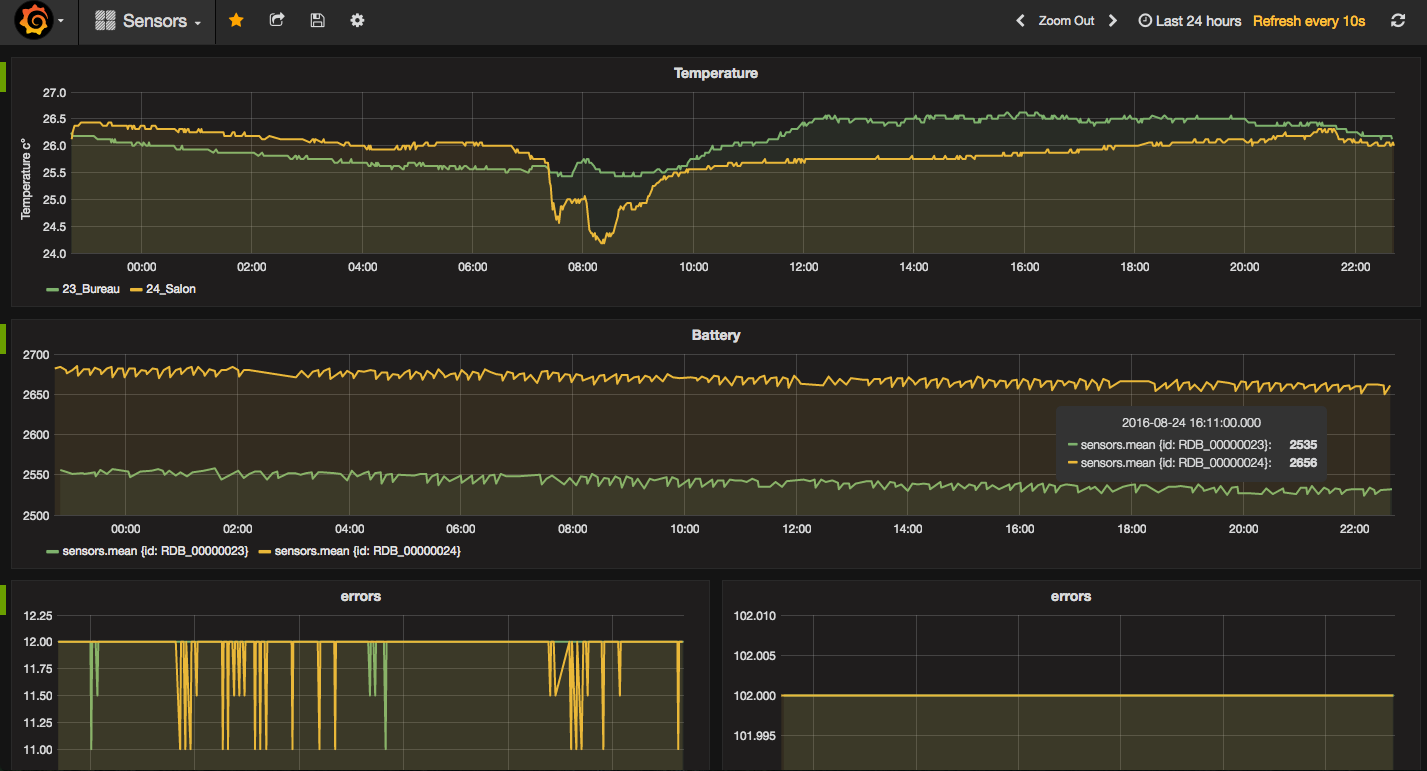 Sensors
Zoom Out
Last 24 hours
Refresh every 10s
Temperature
Temperature c°
27.0
26.5
26.0
25.5
25.0
24.5
24.0
00:00 02:00 04:00 06:00 08:00 10:00 12:00 14:00 16:00 18:00 20:00 22:00
23_Bureau 24_Salon
Battery
2700
2650
2600
2550
2500
2016-08-24 16:11:00.000
sensors.mean {id: RDB_00000023}: 2535
sensors.mean {id: RDB_00000024}: 2656
00:00 02:00 04:00 06:00 08:00 10:00 12:00 14:00 16:00 18:00 20:00 22:00
sensors.mean {id: RDB_00000023} sensors.mean {id: RDB_00000024}
errors
12.25
12.00
11.75
11.50
11.25
11.00
errors
102.010
102.005
102.000
101.995